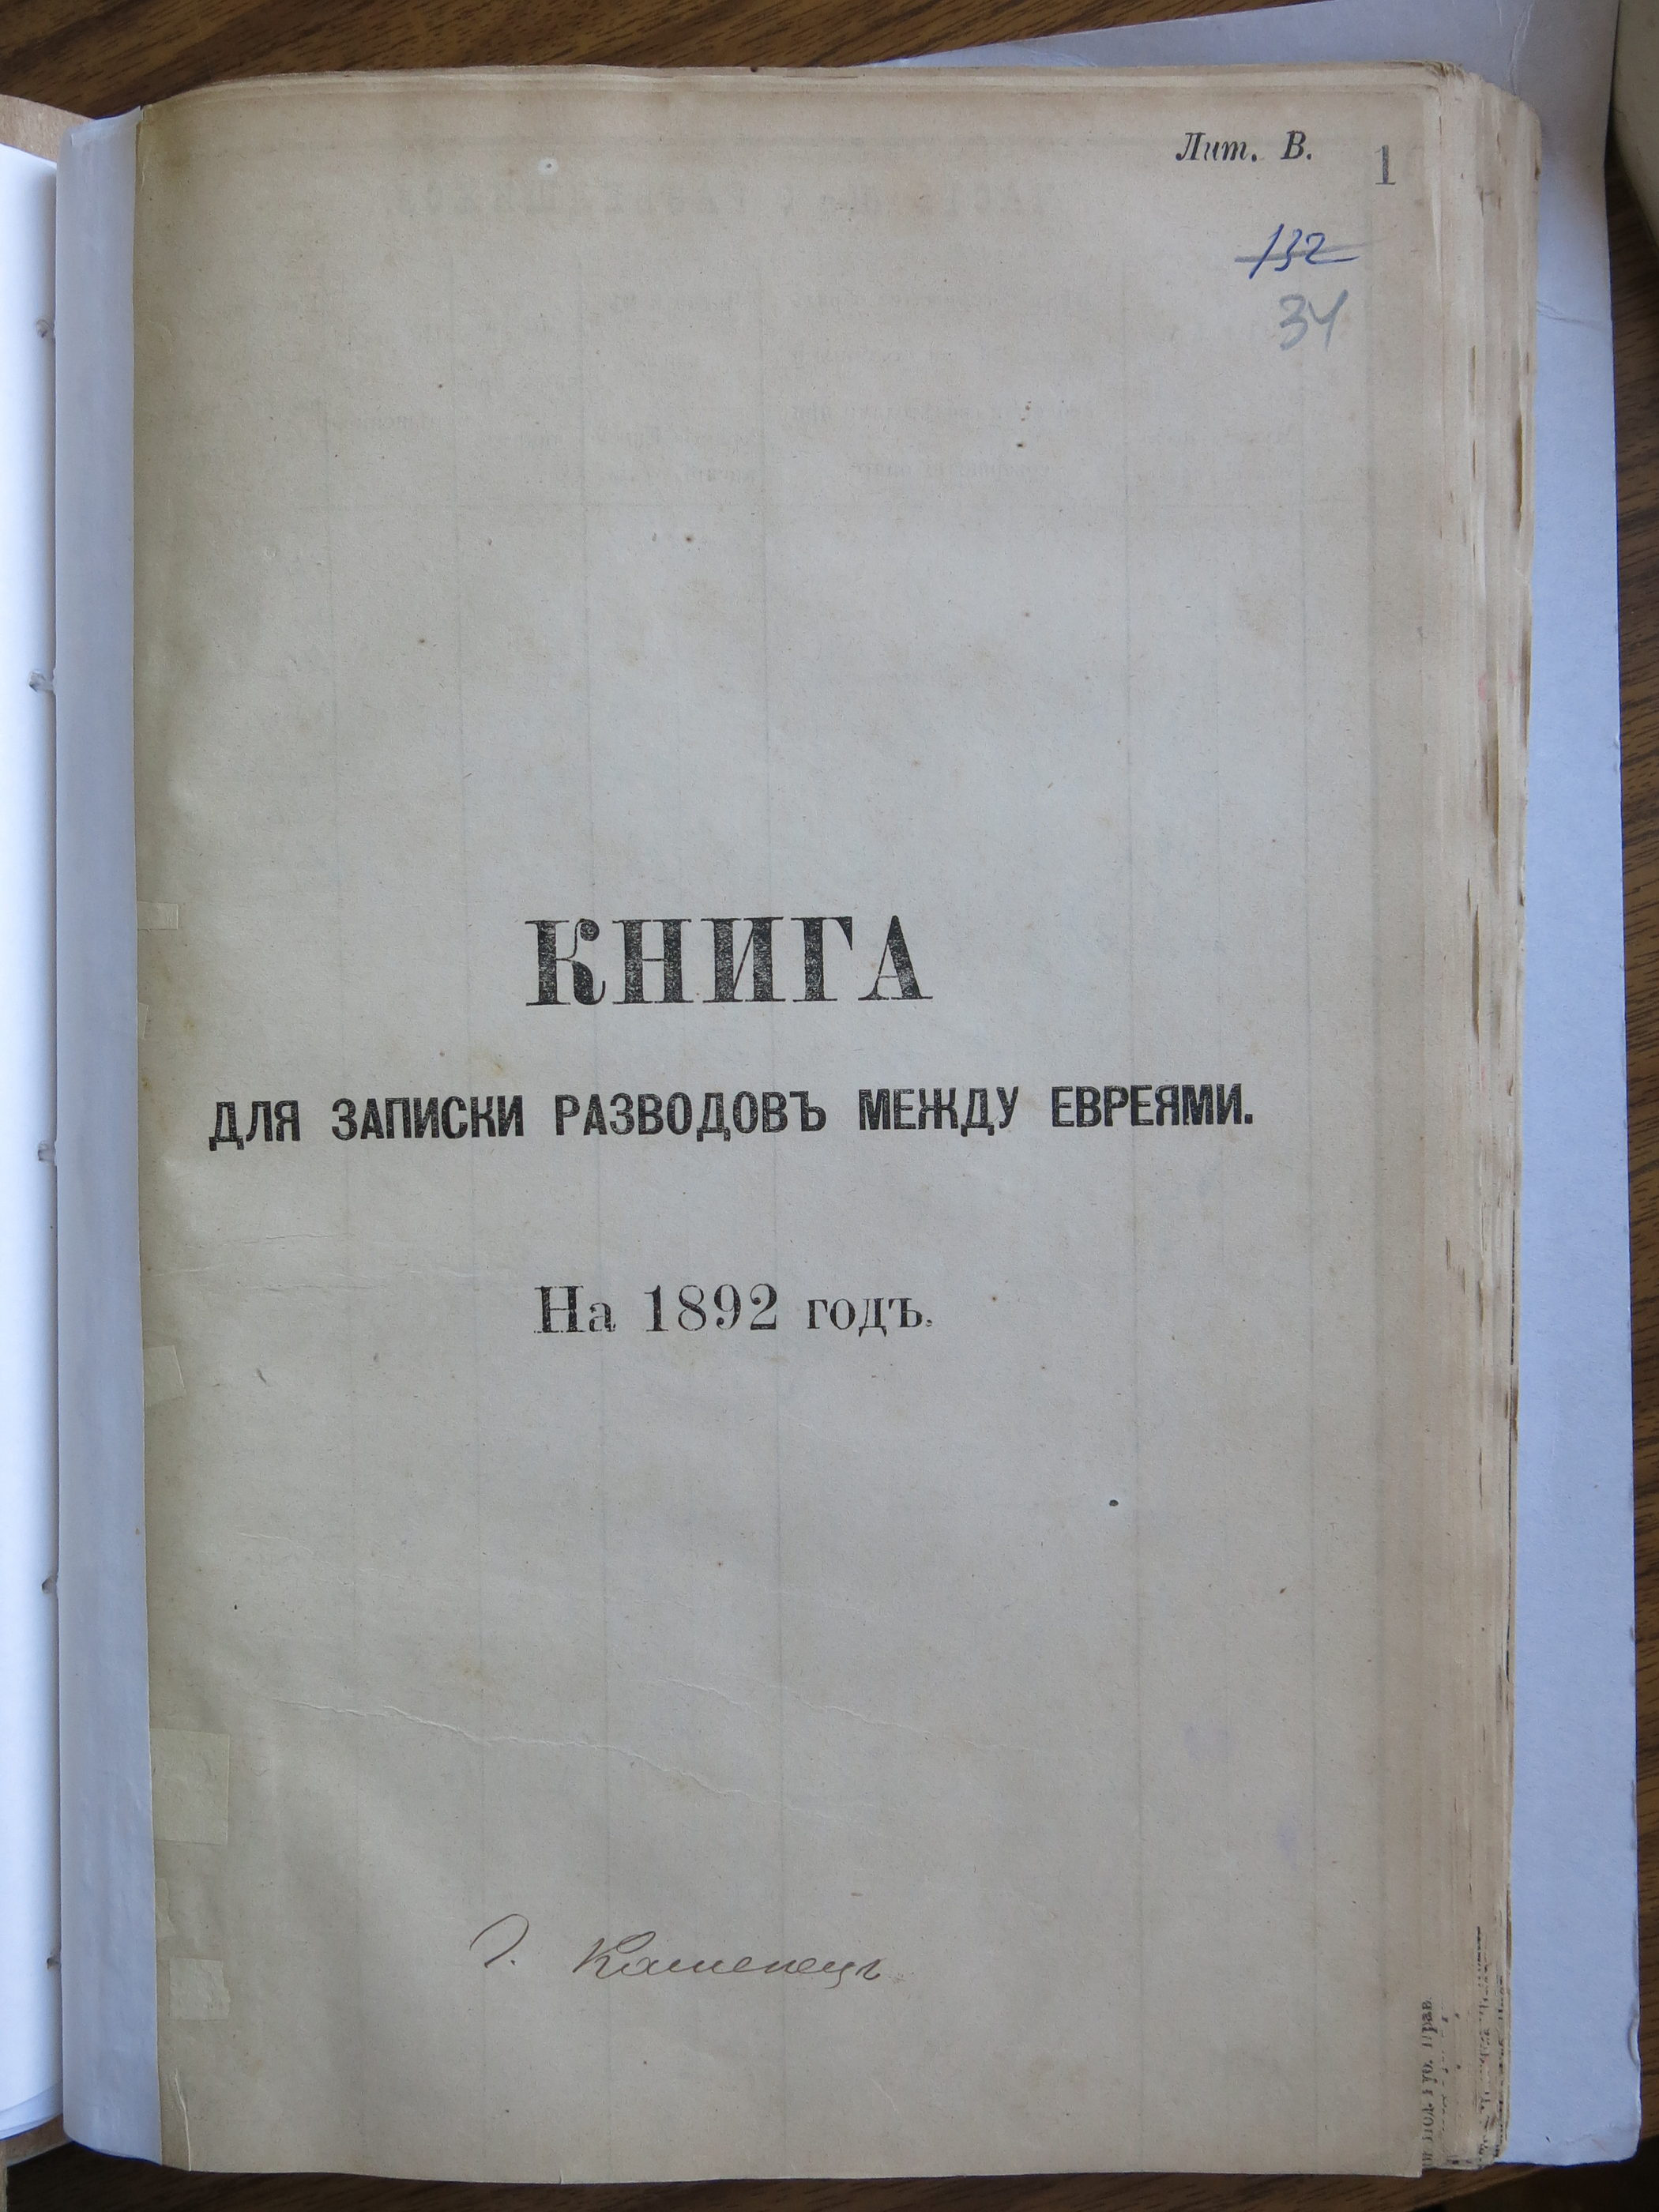 Лит. В.
1
132
34
КНИГА
ДЛЯ ЗАПИСКИ РАЗВОДОВЪ МЕЖДУ ЕВРЕЯМИ.
На 1892 годъ.
Г. Каменецъ